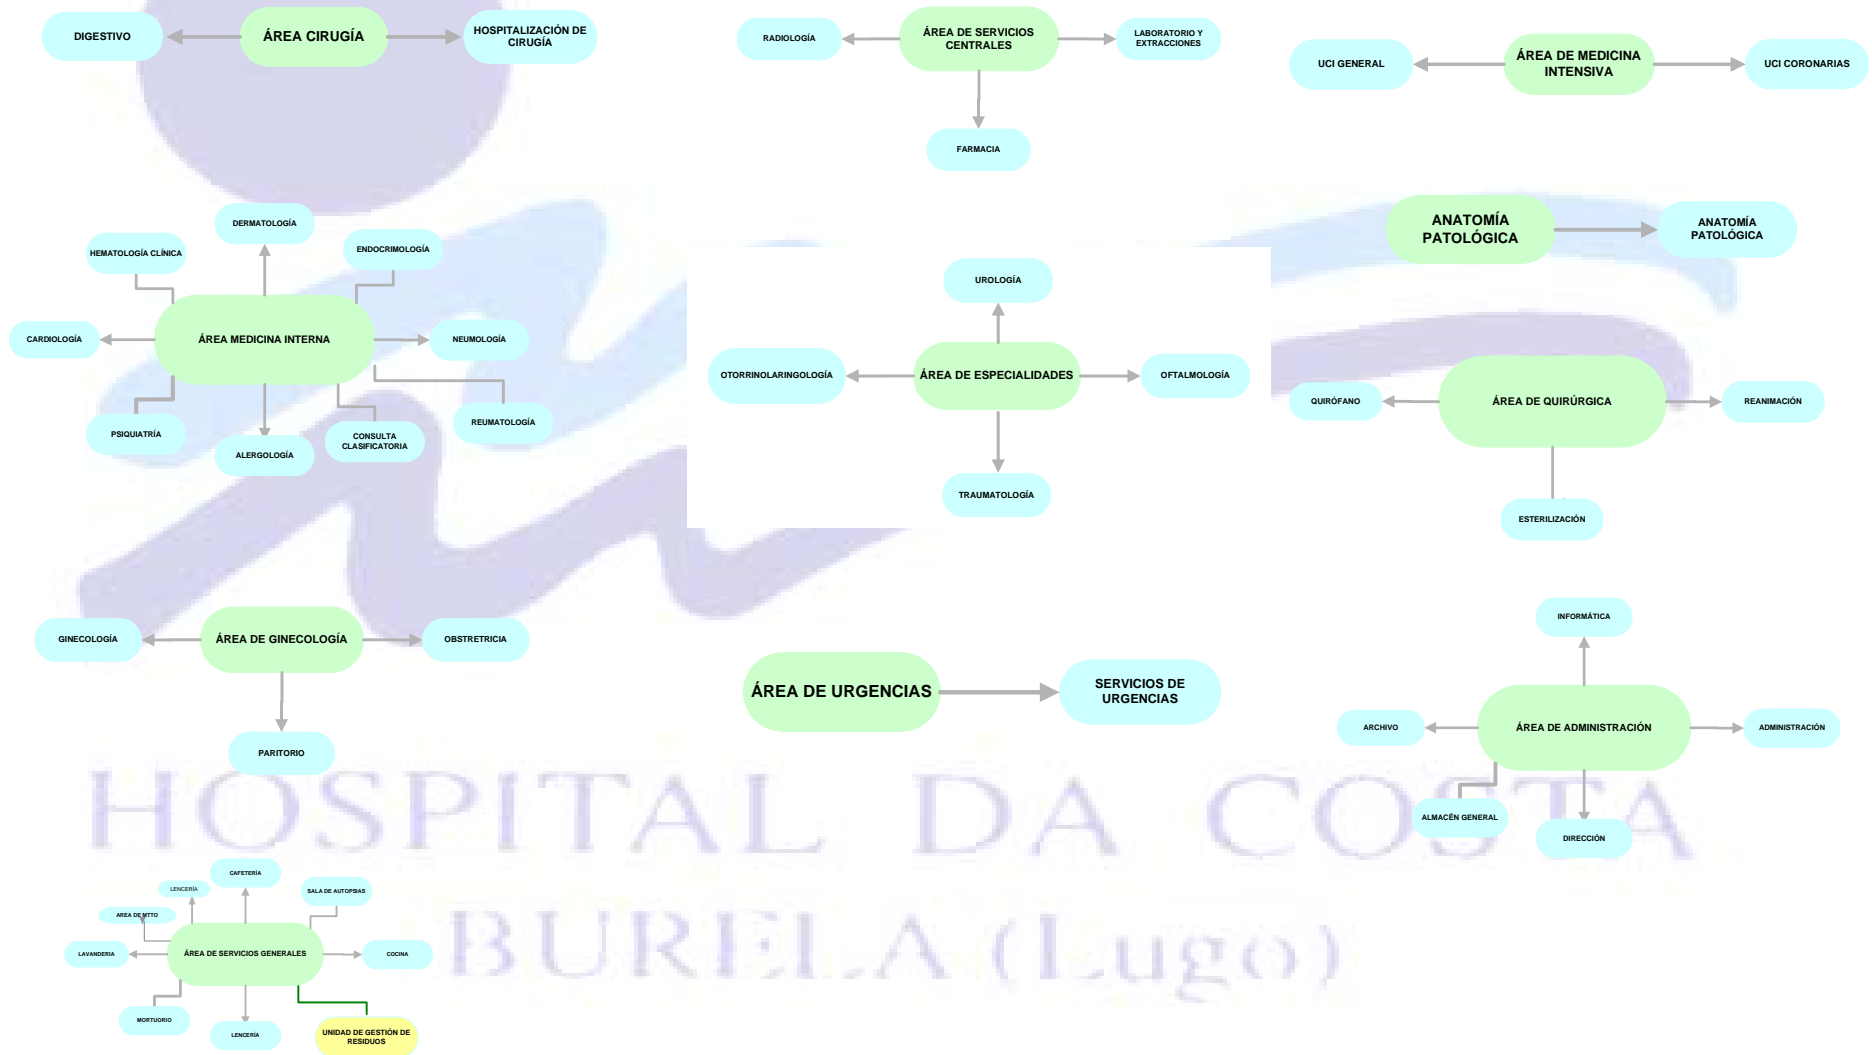 DIGESTIVO
ÁREA CIRUGÍA
HOSPITALIZACIÓN DE
CIRUGÍA
RADIOLOGÍA
ÁREA DE SERVICIOS
CENTRALES
LABORATORIO Y
EXTRACCIONES
FARMACIA
UCI GENERAL
ÁREA DE MEDICINA
INTENSIVA
UCI CORONARIAS
DERMATOLOGÍA
HEMATOLOGÍA CLÍNICA
ENDOCRIMOLOGÍA
CARDIOLOGÍA
ÁREA MEDICINA INTERNA
NEUMOLOGÍA
PSIQUIATRÍA
ALERGOLOGÍA
CONSULTA
CLASIFICATORIA
REUMATOLOGÍA
UROLOGÍA
OTORRINOLARINGOLOGÍA
ÁREA DE ESPECIALIDADES
OFTALMOLOGÍA
TRAUMATOLOGÍA
ANATOMÍA
PATOLÓGICA
ANATOMÍA
PATOLÓGICA
QUIRÓFANO
ÁREA DE QUIRÚRGICA
REANIMACIÓN
ESTERILIZACIÓN
GINECOLOGÍA
ÁREA DE GINECOLOGÍA
OBSTRETRICIA
PARITORIO
ÁREA DE URGENCIAS
SERVICIOS DE
URGENCIAS
INFORMÁTICA
ARCHIVO
ÁREA DE ADMINISTRACIÓN
ADMINISTRACIÓN
ALMACÉN GENERAL
DIRECCIÓN
HOSPITAL DA COSTA
BURELA (Lugo)
CAFETERÍA
LENCERÍA
SALA DE AUTOPSIAS
AREA DE MTTO
LAVANDERIA
ÁREA DE SERVICIOS GENERALES
COCINA
MORTUORIO
LENCERÍA
UNIDAD DE GESTIÓN DE
RESIDUOS